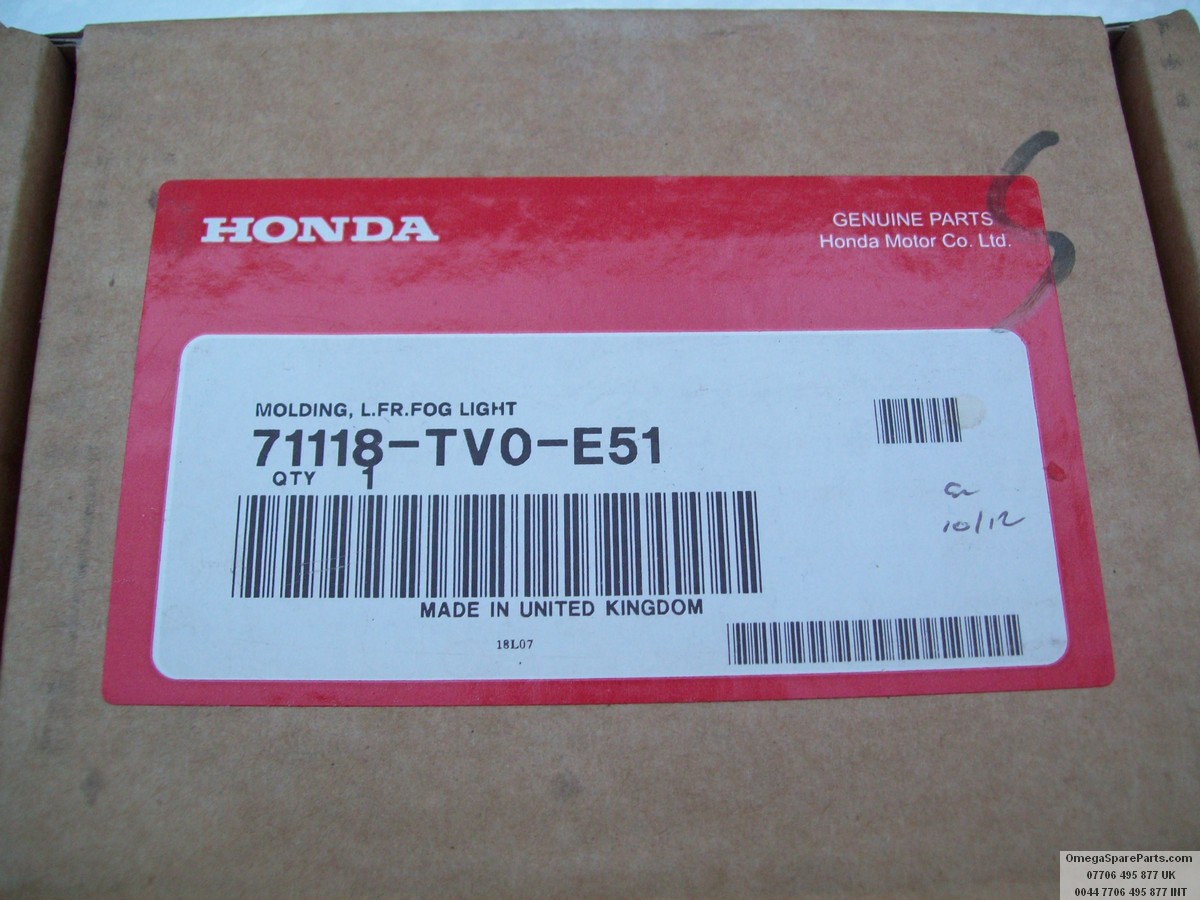 HONDA
GENUINE PARTS
Honda Motor Co. Ltd.
MOLDING, L.FR.FOG LIGHT
71118-TV0-E51
QTY 1
10/12
MADE IN UNITED KINGDOM
18L07
OmegaSpareParts.com
07706 495 877 UK
0044 7706 495 877 INT